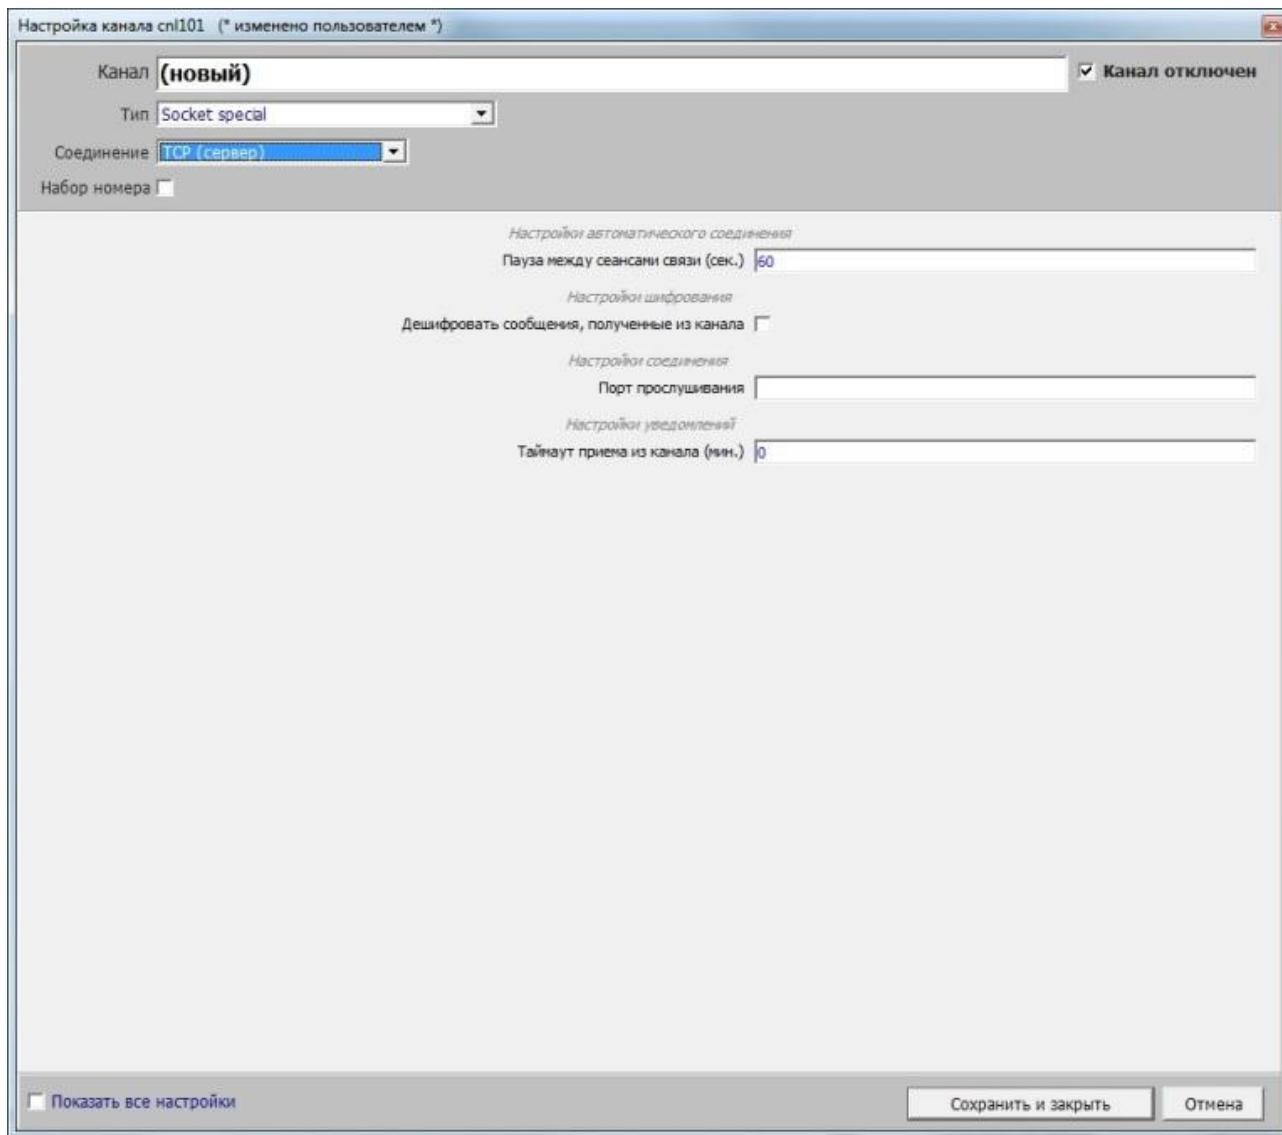 Настройка канала cnl101 (* изменено пользователем *)
Канал (новый) Канал отключен
Тип Socket special
Соединение TCP (сервер)
Набор номера
Настройки автоматического соединения
Пауза между сеансами связи (сек.) 60
Настройки шифрования
Дешифровать сообщения, полученные из канала
Настройки соединения
Порт прослушивания
Настройки уведомлений
Таймаут приема из канала (мин.) 0
Показать все настройки Сохранить и закрыть Отмена